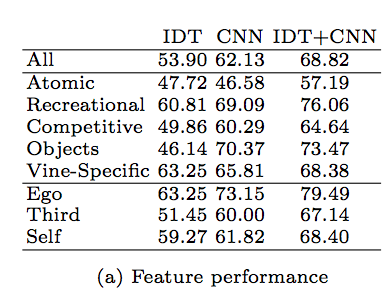 IDT CNN IDT+CNN
All 53.90 62.13 68.82
Atomic 47.72 46.58 57.19
Recreational 60.81 69.09 76.06
Competitive 49.86 60.29 64.64
Objects 46.14 70.37 73.47
Vine-Specific 63.25 65.81 68.38
Ego 63.25 73.15 79.49
Third 51.45 60.00 67.14
Self 59.27 61.82 68.40
(a) Feature performance